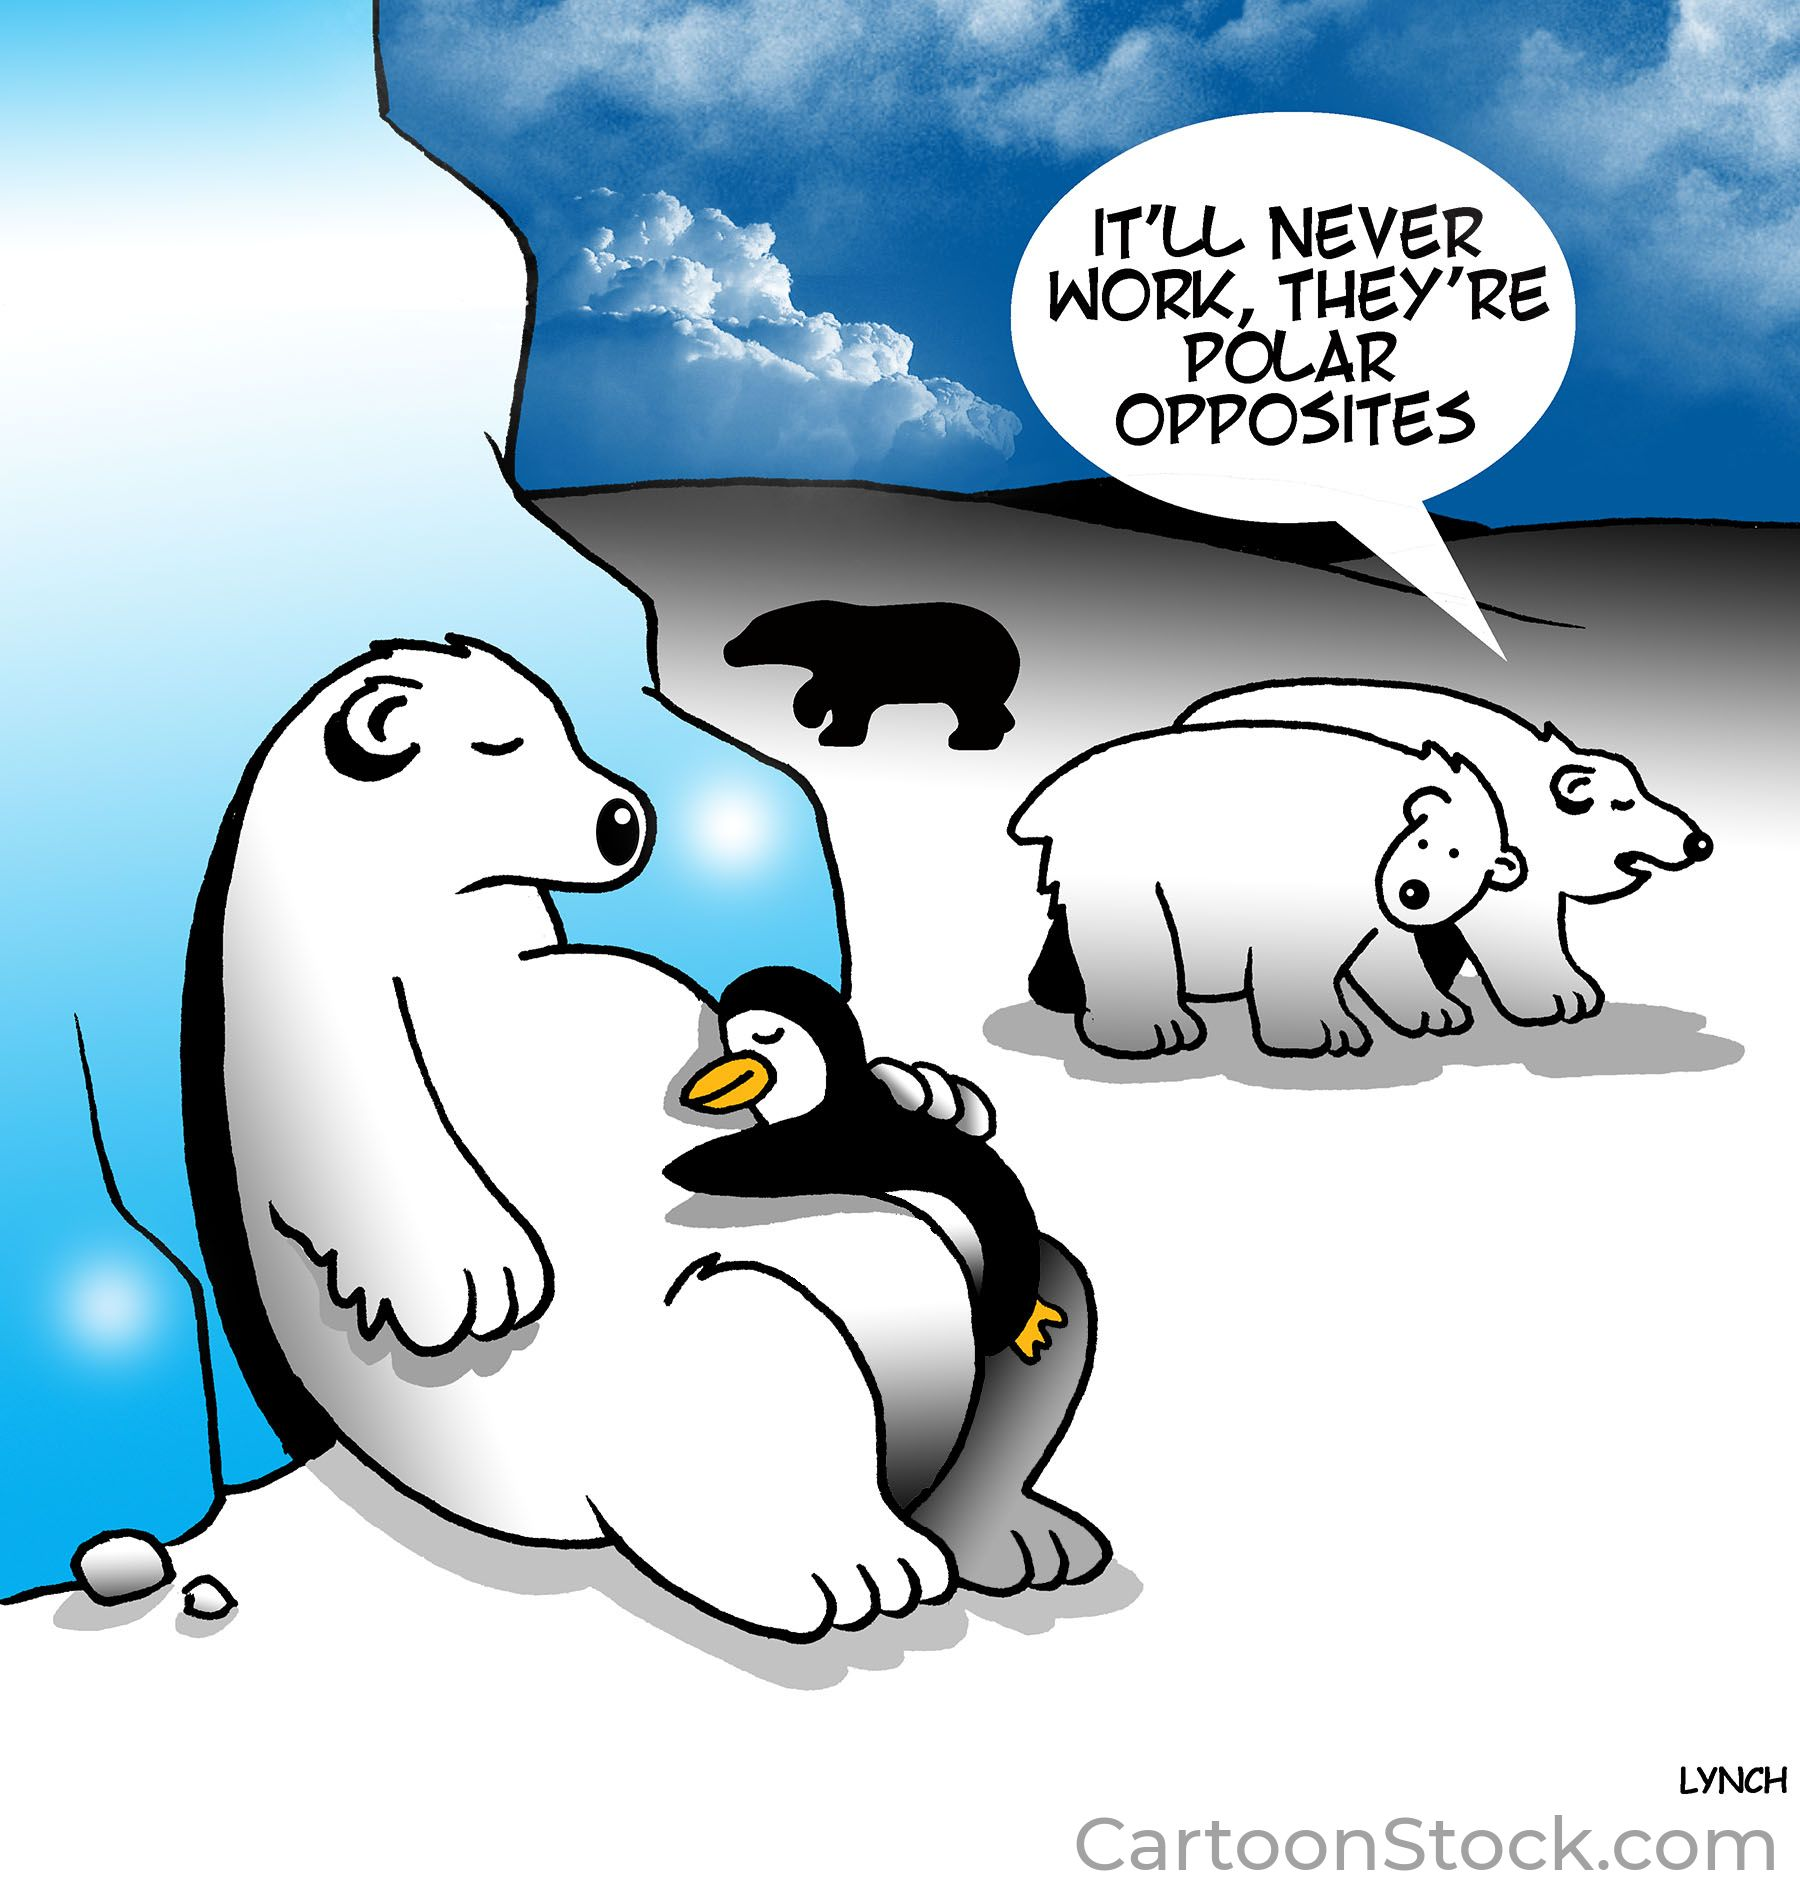 IT'LL NEVER
WORK, THEY'RE
POLAR
OPPOSITES
LYNCH
CartoonStock.com